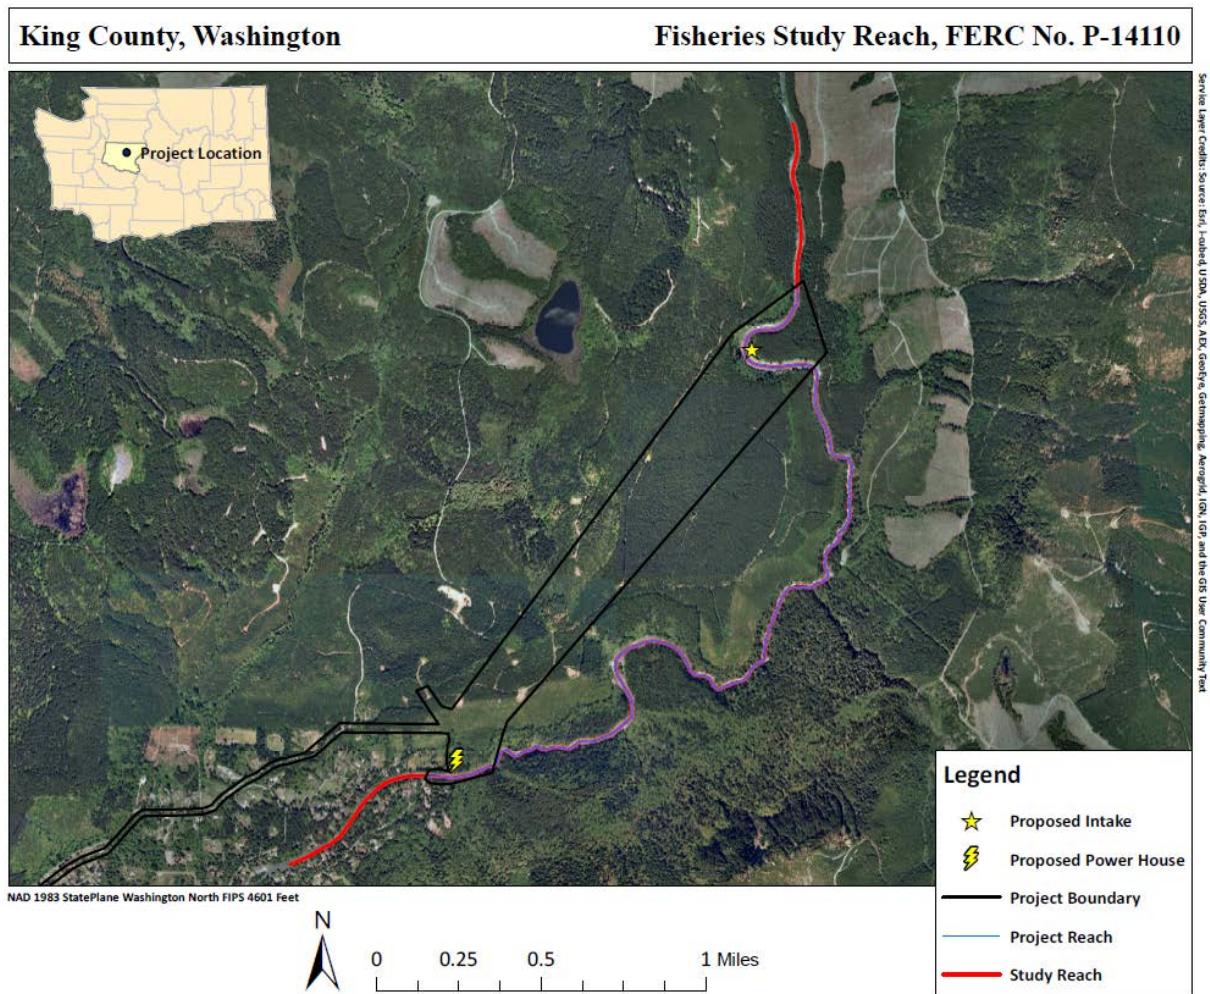 King County, Washington
Fisheries Study Reach, FERC No. P-14110
Project Location
Service Layer Credits: Source: Esri, i-cubed, USDA, USGS, AEX, GeoEye, Getmapping, Aerogrid, IGN, IGP, and the GIS User Community Text
Legend
Proposed Intake
Proposed Power House
Project Boundary
Project Reach
Study Reach
NAD 1983 StatePlane Washington North FIPS 4601 Feet
N
0 0.25 0.5 1 Miles